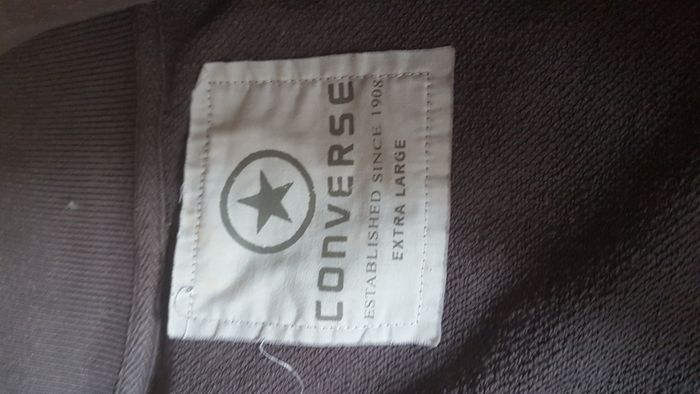 CONVERSE
ESTABLISHED SINCE 1908
EXTRA LARGE